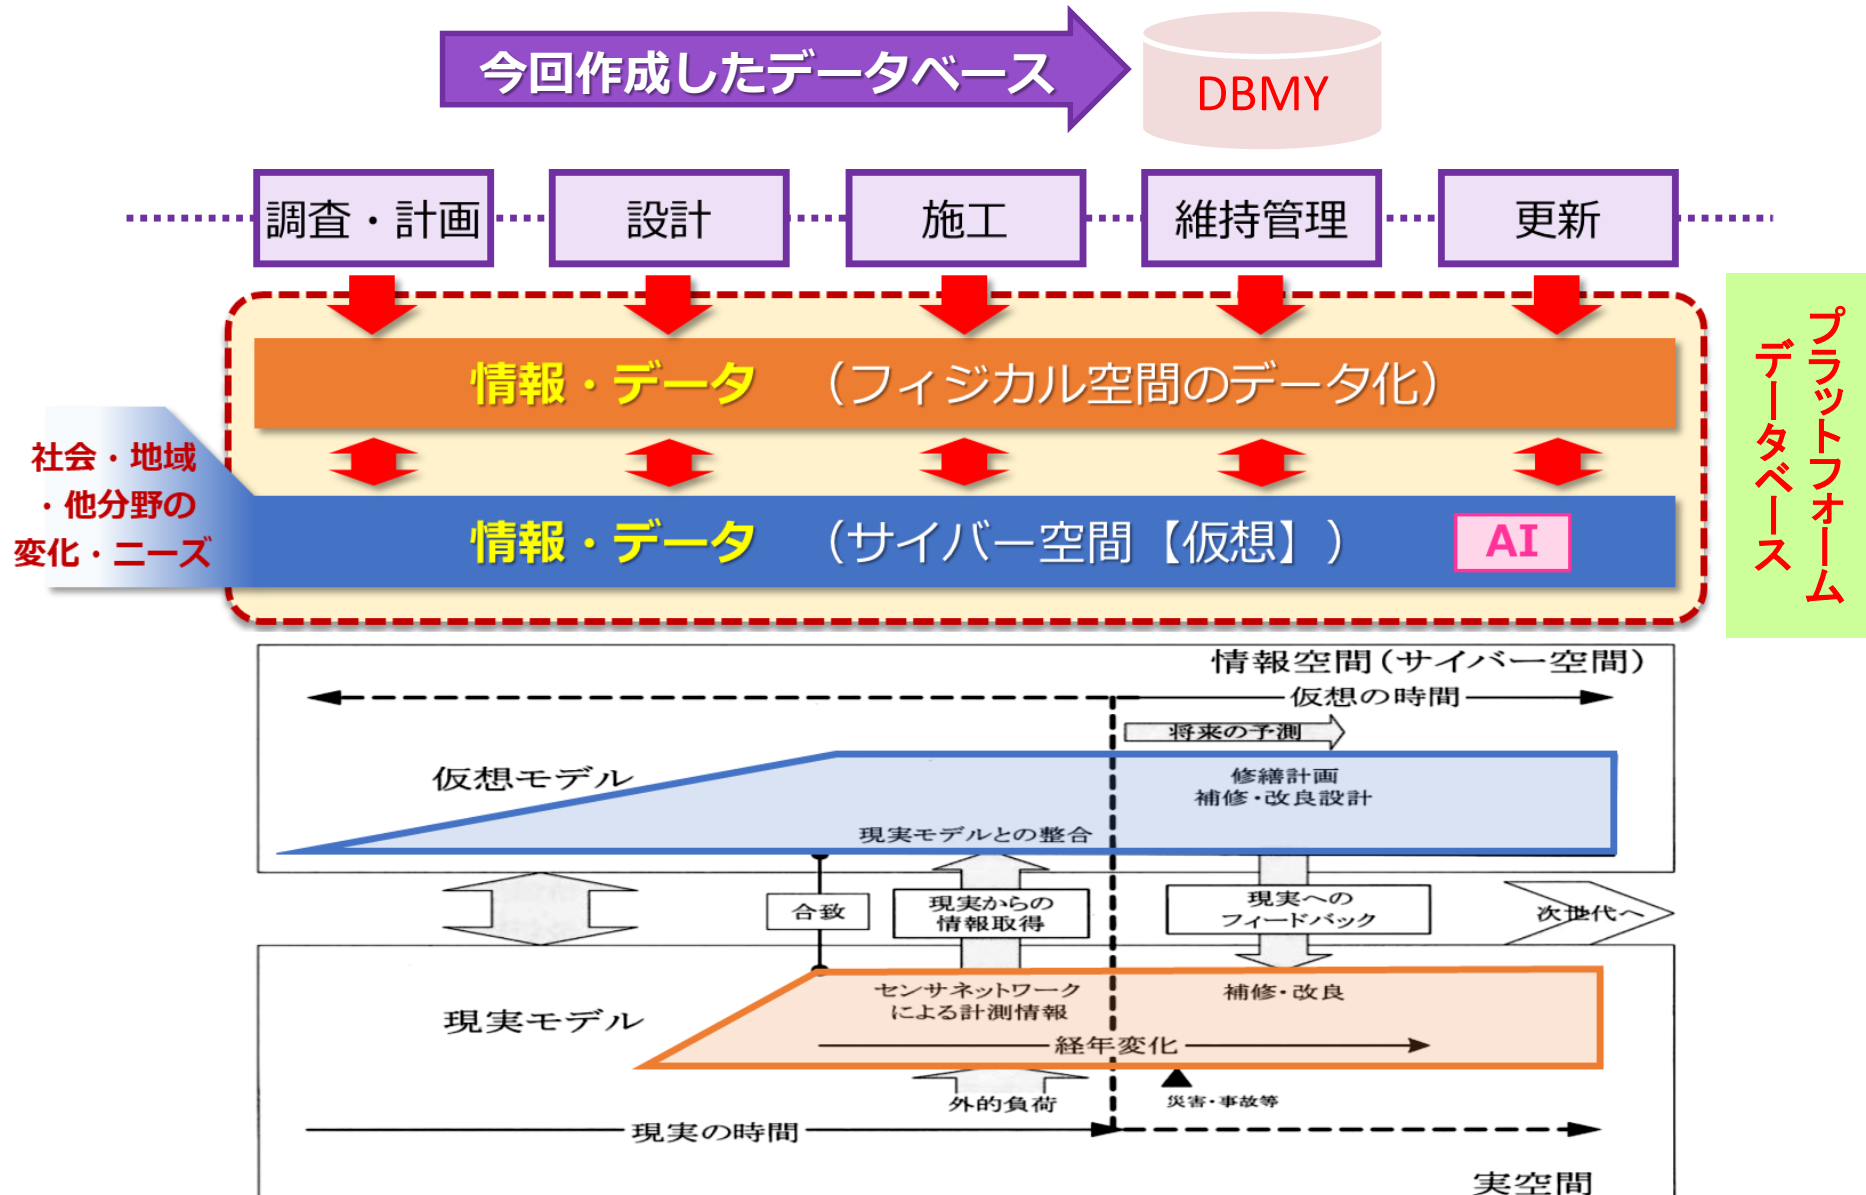 今回作成したデータベース
DBMY
調査・計画
設計
施工
維持管理
更新
情報・データ （フィジカル空間のデータ化）
プラットフォーム
データベース
社会・地域
・他分野の
変化・ニーズ
情報・データ （サイバー空間【仮想】）
AI
情報空間(サイバー空間)
仮想の時間
将来の予測
仮想モデル
修繕計画
補修・改良設計
現実モデルとの整合
合致
現実からの
情報取得
現実への
フィードバック
次世代へ
現実モデル
センサネットワーク
による計測情報
補修・改良
経年変化
外的負荷
災害・事故等
現実の時間
実空間